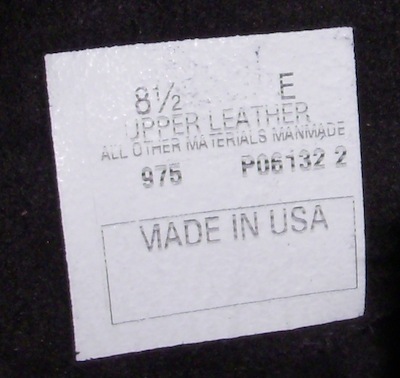 8½ E
UPPER LEATHER
ALL OTHER MATERIALS MANMADE
975 P06132 2
MADE IN USA